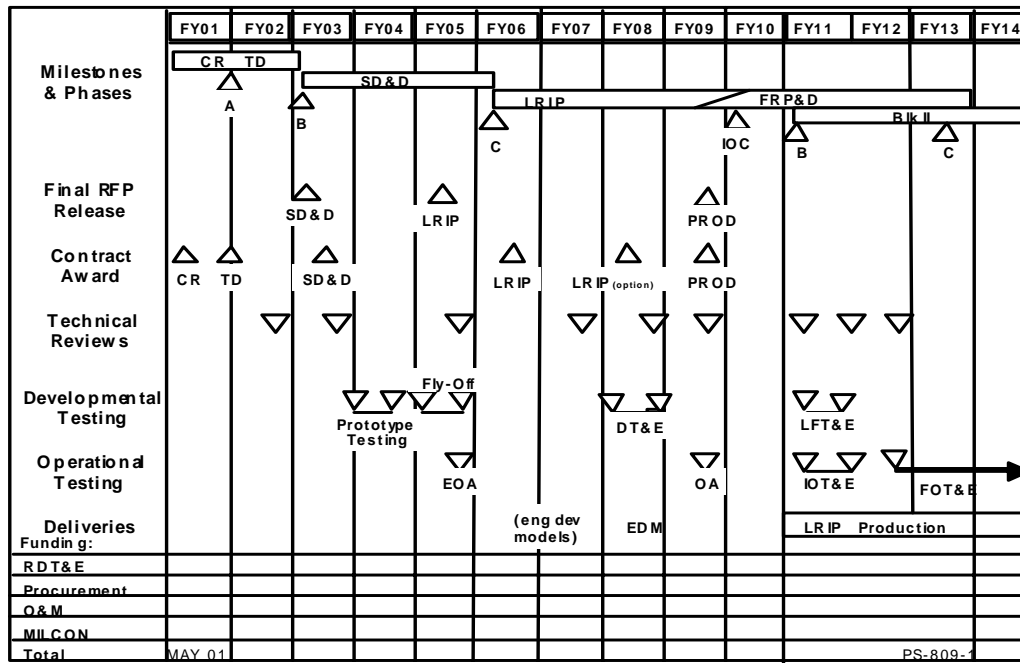 FY01 FY02 FY03 FY04 FY05 FY06 FY07 FY08 FY09 FY10 FY11 FY12 FY13 FY14
Milestones
& Phases
CR TD
SD&D
LRIP
FRP&D
Blk II
A
B
C
IOC
B
C
Final RFP
Release
SD&D
LRIP
PROD
Contract
Award
CR TD
SD&D
LRIP
LRIP (option)
PROD
Technical
Reviews
Developmental
Testing
Fly-Off
Prototype
Testing
DT&E
LFT&E
Operational
Testing
EOA
OA
IOT&E
FOT&E
Deliveries
(eng dev
models)
EDM
LRIP Production
Funding:
RDT&E
Procurement
O&M
MILCON
Total
MAY 01
PS-809-1